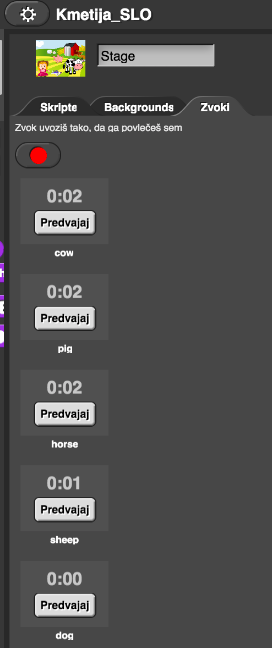 Kmetija_SLO
Stage
Skripte Backgrounds Zvoki
Zvok uvoziš tako, da ga povlečeš sem
0:02
Predvajaj
cow
0:02
Predvajaj
pig
0:02
Predvajaj
horse
0:01
Predvajaj
sheep
0:00
Predvajaj
dog